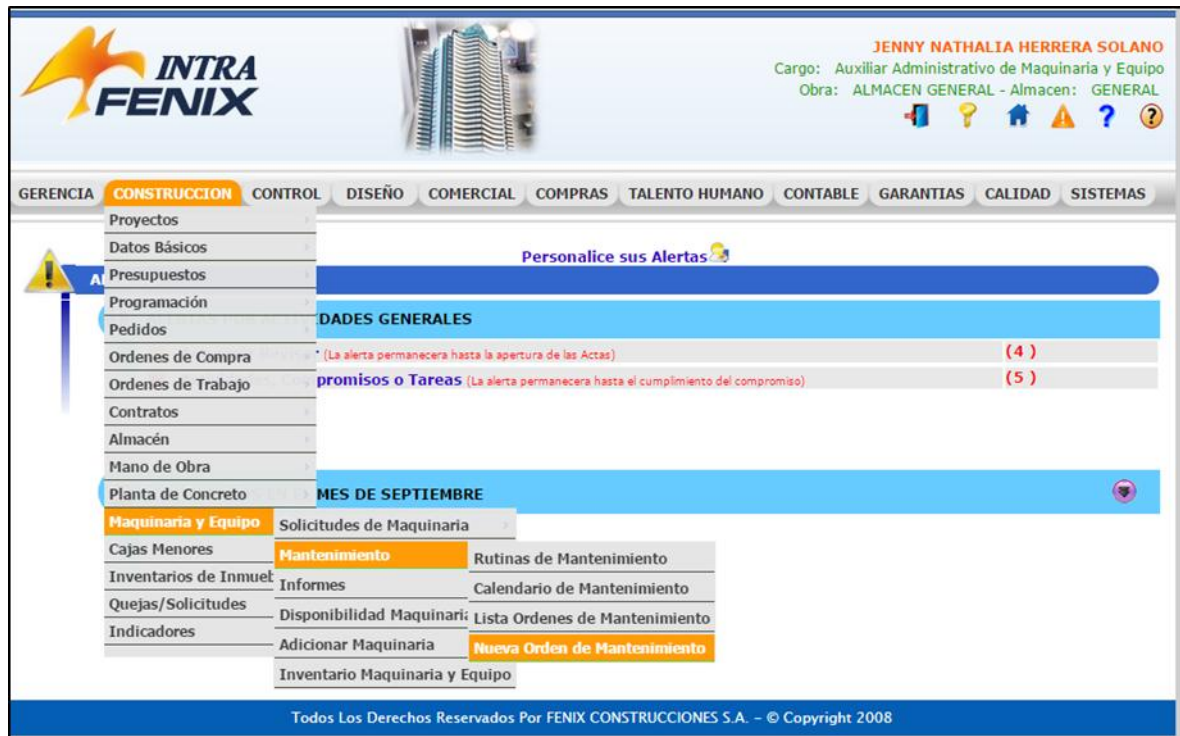 INTRA
FENIX
JENNY NATHALIA HERRERA SOLANO
Cargo: Auxiliar Administrativo de Maquinaria y Equipo
Obra: ALMACEN GENERAL - Almacen: GENERAL
GERENCIA CONSTRUCCION CONTROL DISEÑO COMERCIAL COMPRAS TALENTO HUMANO CONTABLE GARANTIAS CALIDAD SISTEMAS
Proyectos
Datos Básicos
Personalice sus Alertas
Presupuestos
Programación
DADES GENERALES
Pedidos
Ordenes de Compra
(La alerta permanecera hasta la apertura de las Actas) (4 )
Ordenes de Trabajo
promisos o Tareas (La alerta permanecera hasta el cumplimiento del compromiso) (5 )
Contratos
Almacén
Mano de Obra
Planta de Concreto
MES DE SEPTIEMBRE
Maquinaria y Equipo
Solicitudes de Maquinaria
Cajas Menores
Mantenimiento
Rutinas de Mantenimiento
Inventarios de Inmueb
Informes
Calendario de Mantenimiento
Quejas/Solicitudes
Disponibilidad Maquinaria
Lista Ordenes de Mantenimiento
Indicadores
Adicionar Maquinaria
Nueva Orden de Mantenimiento
Inventario Maquinaria y Equipo
Todos Los Derechos Reservados Por FENIX CONSTRUCCIONES S.A. – © Copyright 2008